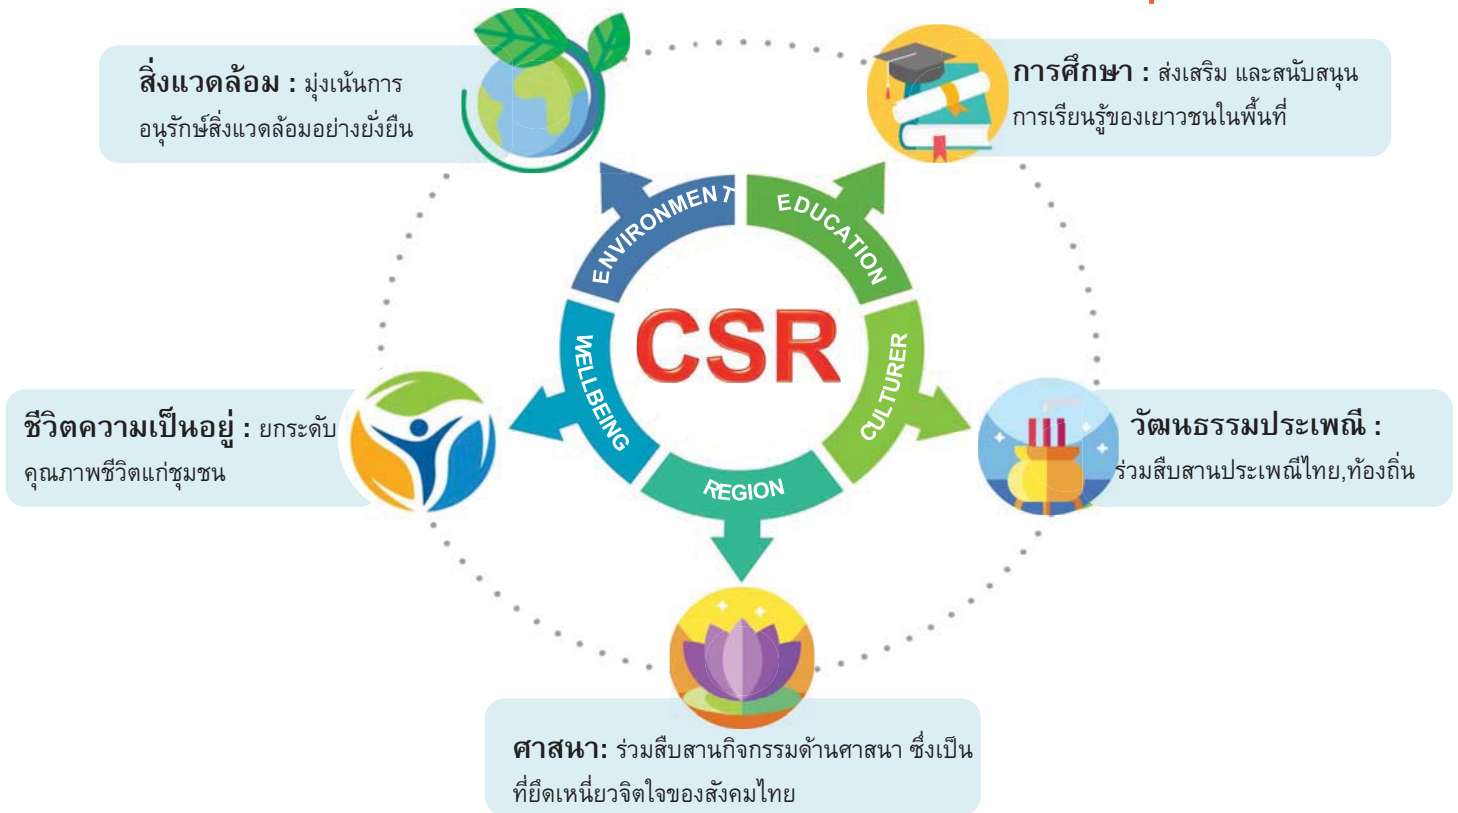 สิ่งแวดล้อม : มุ่งเน้นการ
อนุรักษ์สิ่งแวดล้อมอย่างยั่งยืน
การศึกษา : ส่งเสริม และสนับสนุน
การเรียนรู้ของเยาวชนในพื้นที่
ENVIRONMENT
EDUCATION
CSR
WELLBEING
CULTURER
REGION
ชีวิตความเป็นอยู่ : ยกระดับ
คุณภาพชีวิตแก่ชุมชน
วัฒนธรรมประเพณี :
ร่วมสืบสานประเพณีไทย,ท้องถิ่น
ศาสนา: ร่วมสืบสานกิจกรรมด้านศาสนา ซึ่งเป็น
ที่ยึดเหนี่ยวจิตใจของสังคมไทย